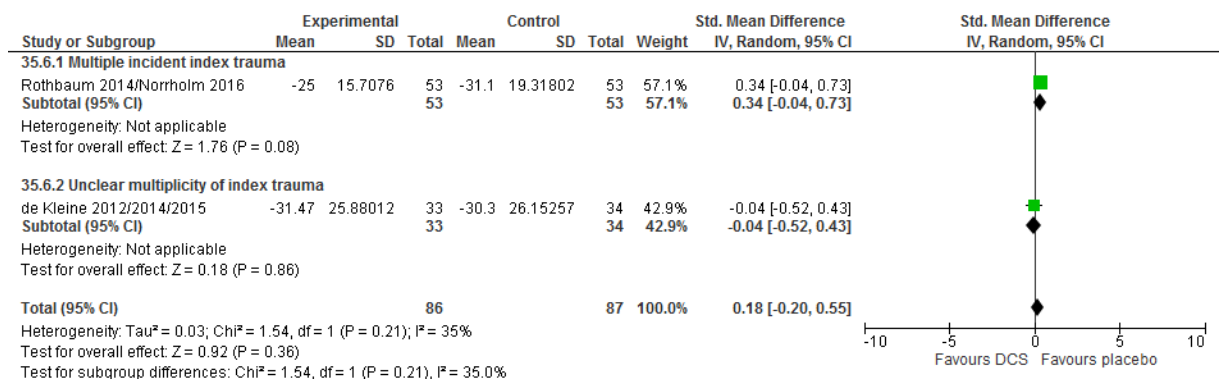 Experimental Control Std. Mean Difference Std. Mean Difference
Study or Subgroup Mean SD Total Mean SD Total Weight IV, Random, 95% CI IV, Random, 95% CI
35.6.1 Multiple incident index trauma
Rothbaum 2014/Norrholm 2016 -25 15.7076 53 -31.1 19.31802 53 57.1% 0.34 [-0.04, 0.73]
Subtotal (95% CI) 53 53 57.1% 0.34 [-0.04, 0.73]
Heterogeneity: Not applicable
Test for overall effect: Z = 1.76 (P = 0.08)
35.6.2 Unclear multiplicity of index trauma
de Kleine 2012/2014/2015 -31.47 25.88012 33 -30.3 26.15257 34 42.9% -0.04 [-0.52, 0.43]
Subtotal (95% CI) 33 34 42.9% -0.04 [-0.52, 0.43]
Heterogeneity: Not applicable
Test for overall effect: Z = 0.18 (P = 0.86)
Total (95% CI) 86 87 100.0% 0.18 [-0.20, 0.55]
Heterogeneity: Tau² = 0.03; Chi² = 1.54, df = 1 (P = 0.21); I² = 35%
Test for overall effect: Z = 0.92 (P = 0.36)
Test for subgroup differences: Chi² = 1.54, df = 1 (P = 0.21), I² = 35.0%
-10 -5 0 5 10
Favours DCS Favours placebo